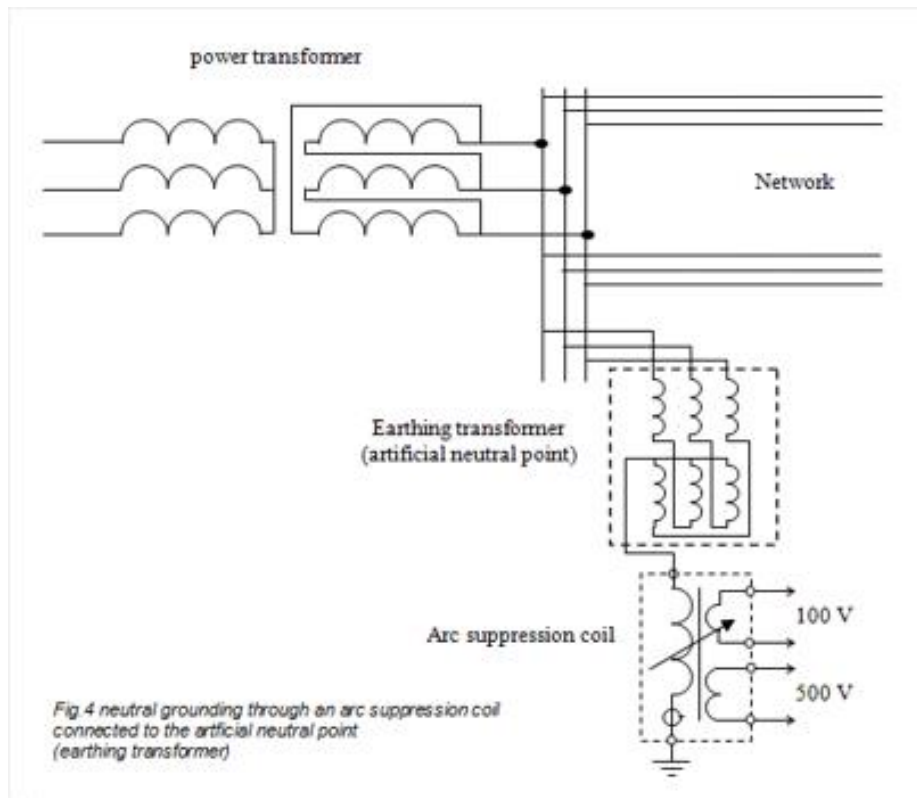 power transformer
Network
Earthing transformer
(artificial neutral point)
Arc suppression coil
100 V
500 V
Fig.4 neutral grounding through an arc suppression coil
connected to the artficial neutral point
(earthing transformer)